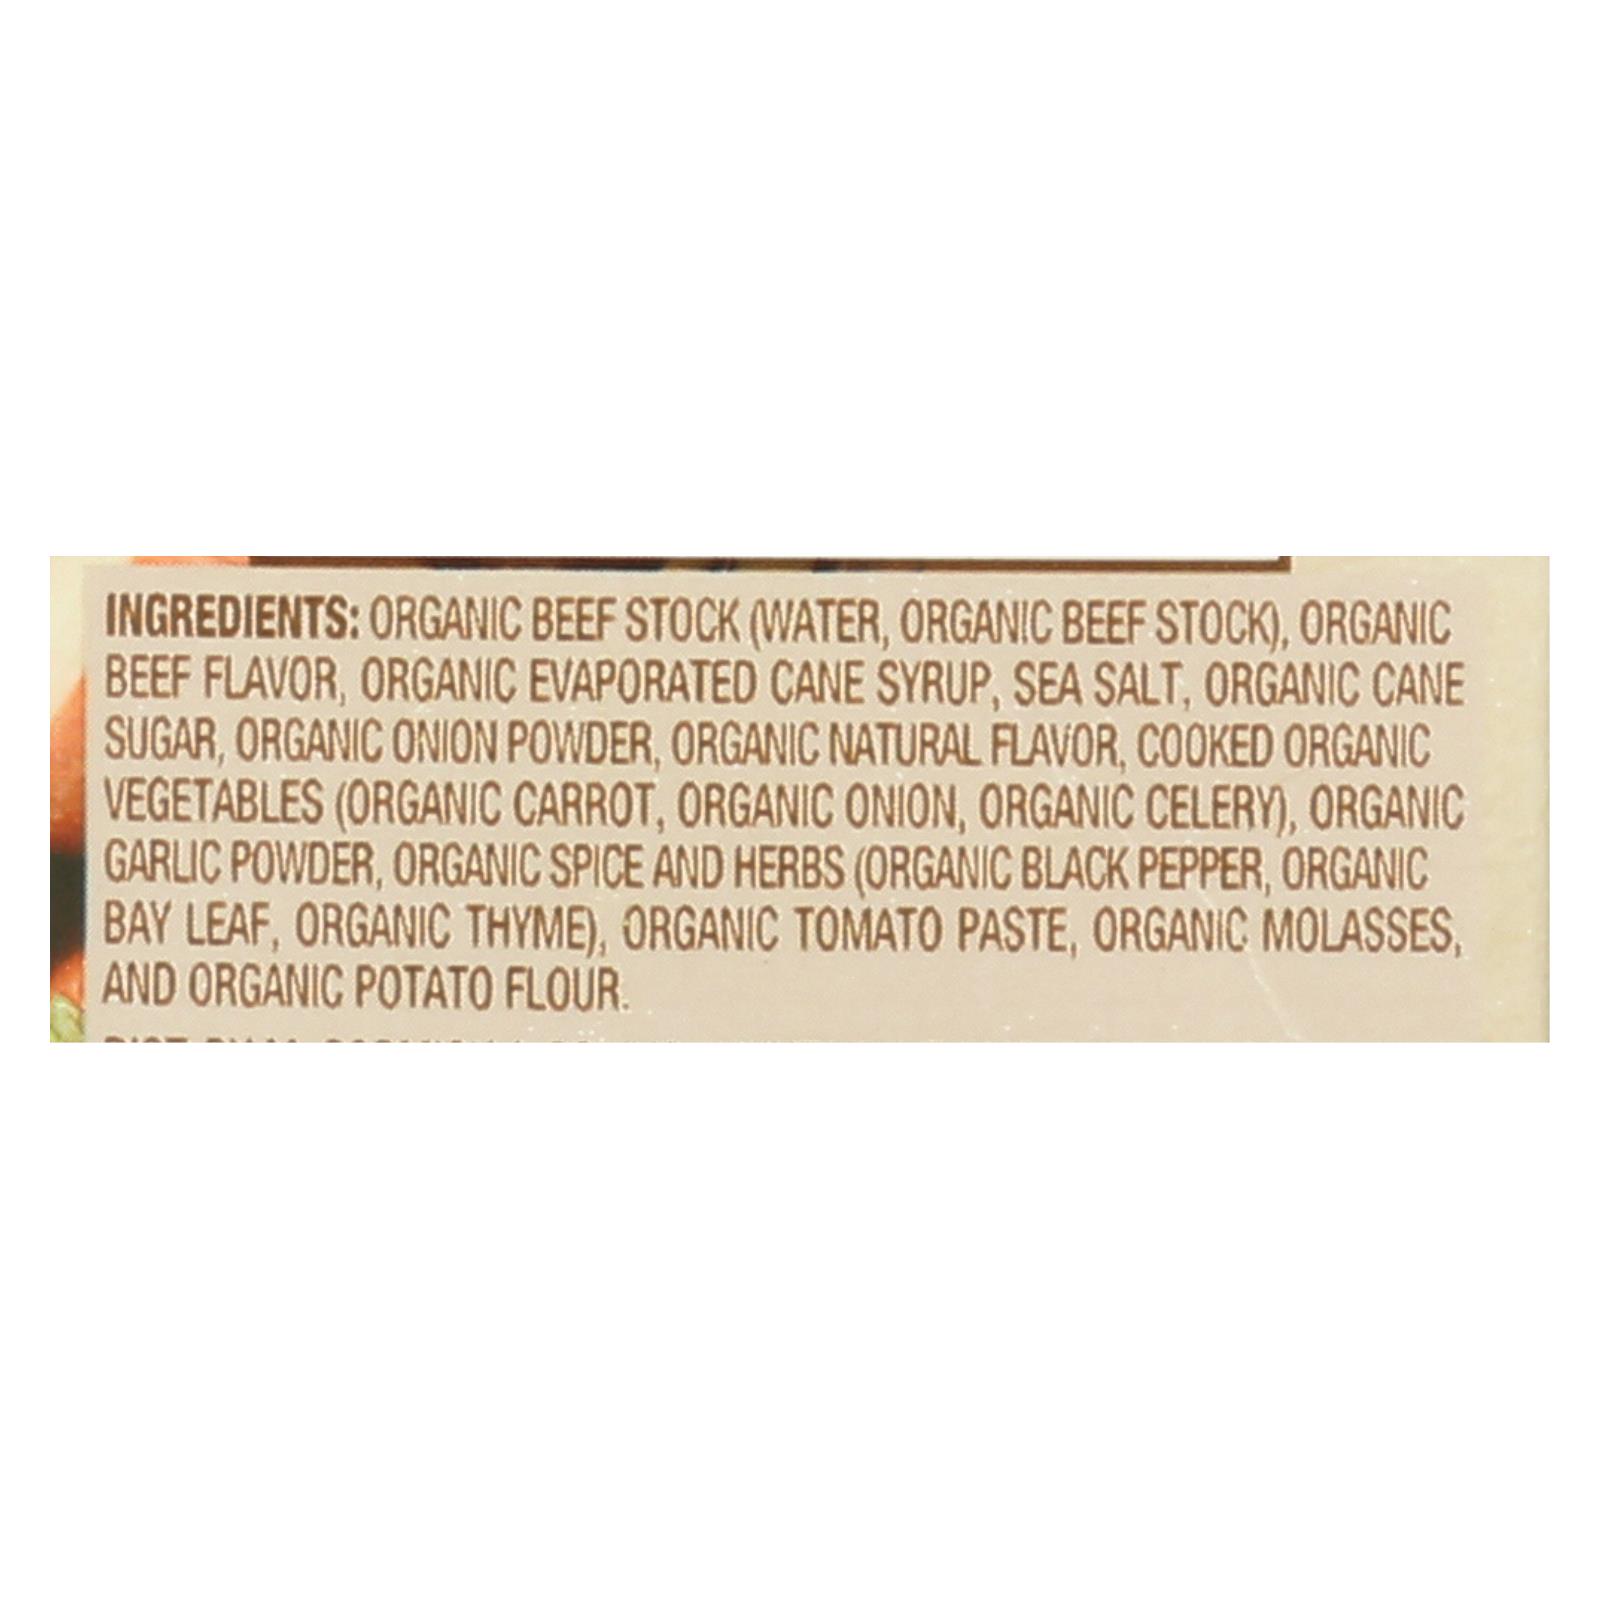 INGREDIENTS: ORGANIC BEEF STOCK (WATER, ORGANIC BEEF STOCK), ORGANIC
BEEF FLAVOR, ORGANIC EVAPORATED CANE SYRUP, SEA SALT, ORGANIC CANE
SUGAR, ORGANIC ONION POWDER, ORGANIC NATURAL FLAVOR, COOKED ORGANIC
VEGETABLES (ORGANIC CARROT, ORGANIC ONION, ORGANIC CELERY), ORGANIC
GARLIC POWDER, ORGANIC SPICE AND HERBS (ORGANIC BLACK PEPPER, ORGANIC
BAY LEAF, ORGANIC THYME), ORGANIC TOMATO PASTE, ORGANIC MOLASSES,
AND ORGANIC POTATO FLOUR.